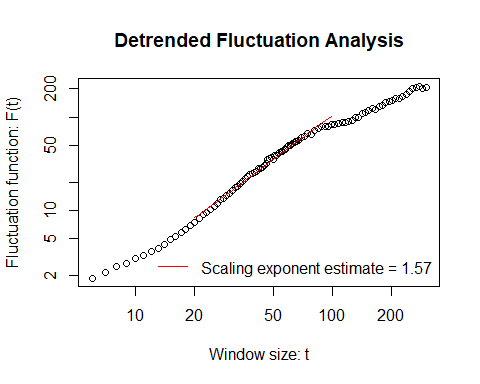 Detrended Fluctuation Analysis
Fluctuation function: F(t)
200
50
10
5
2
Scaling exponent estimate = 1.57
10 20 50 100 200
Window size: t